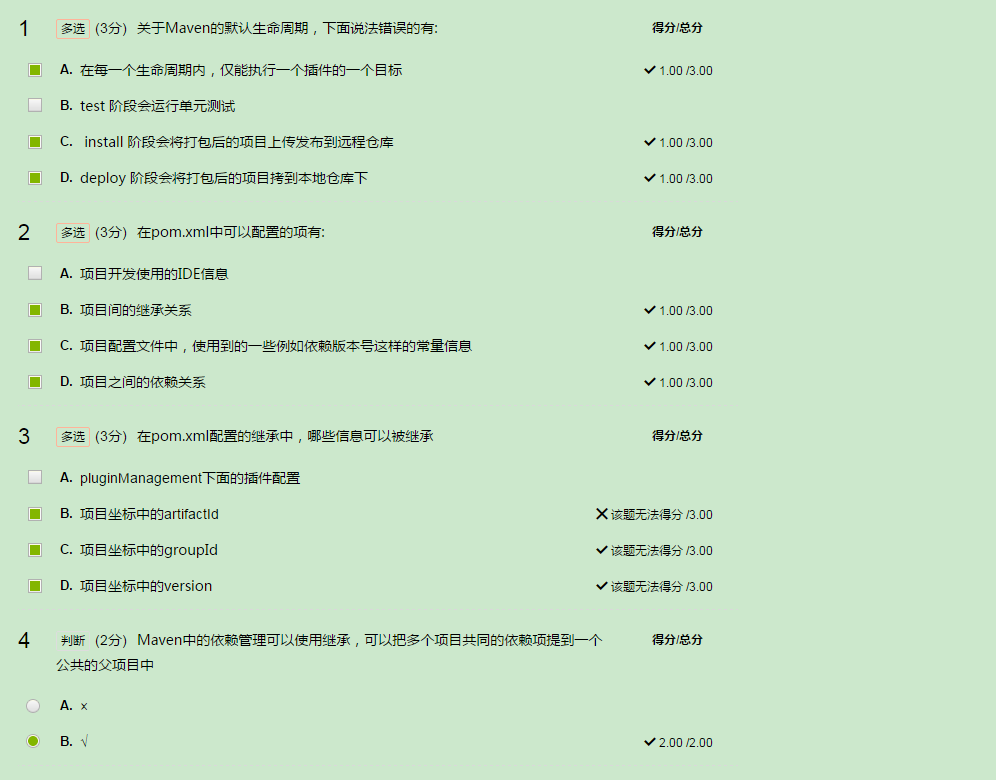 1 多选 (3分) 关于Maven的默认生命周期，下面说法错误的有: 得分/总分
A. 在每一个生命周期内，仅能执行一个插件的一个目标 1.00 /3.00
B. test 阶段会运行单元测试
C. install 阶段会将打包后的项目上传发布到远程仓库 1.00 /3.00
D. deploy 阶段会将打包后的项目拷到本地仓库下 1.00 /3.00
2 多选 (3分) 在pom.xml中可以配置的项有: 得分/总分
A. 项目开发使用的IDE信息
B. 项目间的继承关系 1.00 /3.00
C. 项目配置文件中，使用到的一些例如依赖版本号这样的常量信息 1.00 /3.00
D. 项目之间的依赖关系 1.00 /3.00
3 多选 (3分) 在pom.xml配置的继承中，哪些信息可以被继承 得分/总分
A. pluginManagement下面的插件配置
B. 项目坐标中的artifactId 该题无法得分 /3.00
C. 项目坐标中的groupId 该题无法得分 /3.00
D. 项目坐标中的version 该题无法得分 /3.00
4 判断 (2分) Maven中的依赖管理可以使用继承，可以把多个项目共同的依赖项提到一个 得分/总分
公共的父项目中
A. ×
B. √ 2.00 /2.00